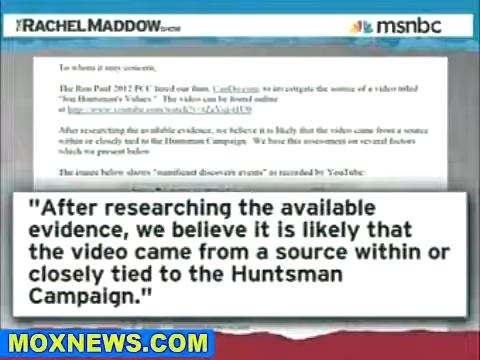 THE RACHEL MADDOW SHOW
msnbc
To whom it may concern,
The Ron Paul 2012 PCC hired our firm, to investigate the source of a video titled
"Jon Huntsman's Values." The video can be found online
at
After researching the available evidence, we believe it is likely that the video came from a source
within or closely tied to the Huntsman Campaign. We base this assessment on several factors
which we present below.
The image below shows "significant discovery events" as recorded by YouTube:
"After researching the available
evidence, we believe it is likely that
the video came from a source within or
closely tied to the Huntsman
Campaign."
MOXNEWS.COM